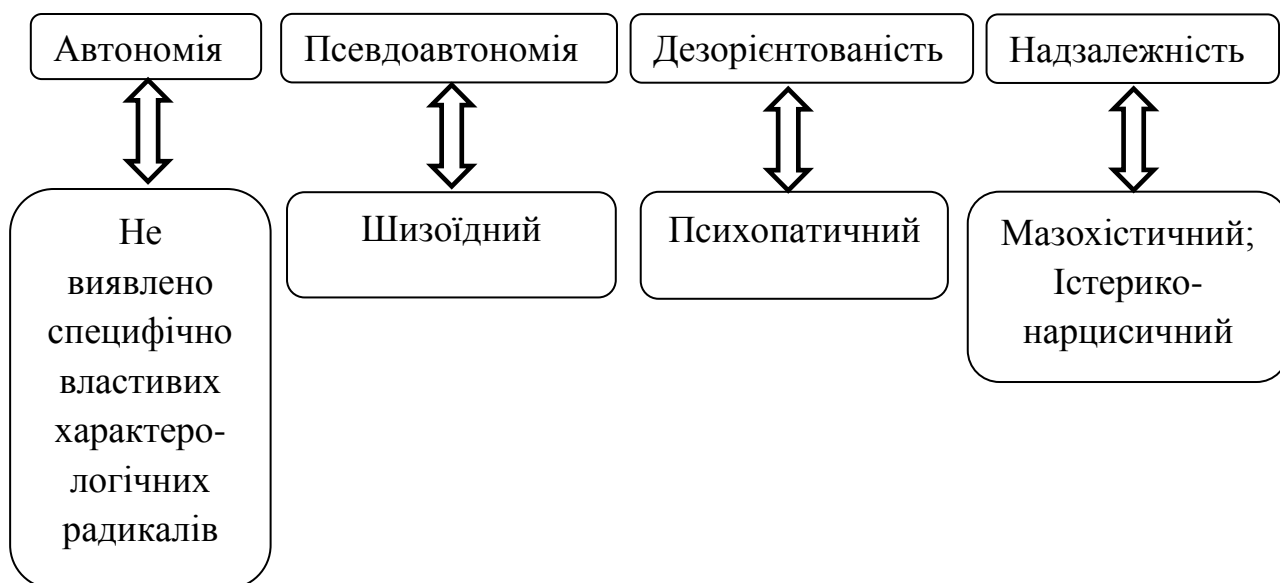 Автономія
Псевдоавтономія
Дезорієнтованість
Надзалежність
Не
виявлено
специфічно
властивих
характеро-
логічних
радикалів
Шизоїдний
Психопатичний
Мазохістичний;
Істерико-
нарцисичний